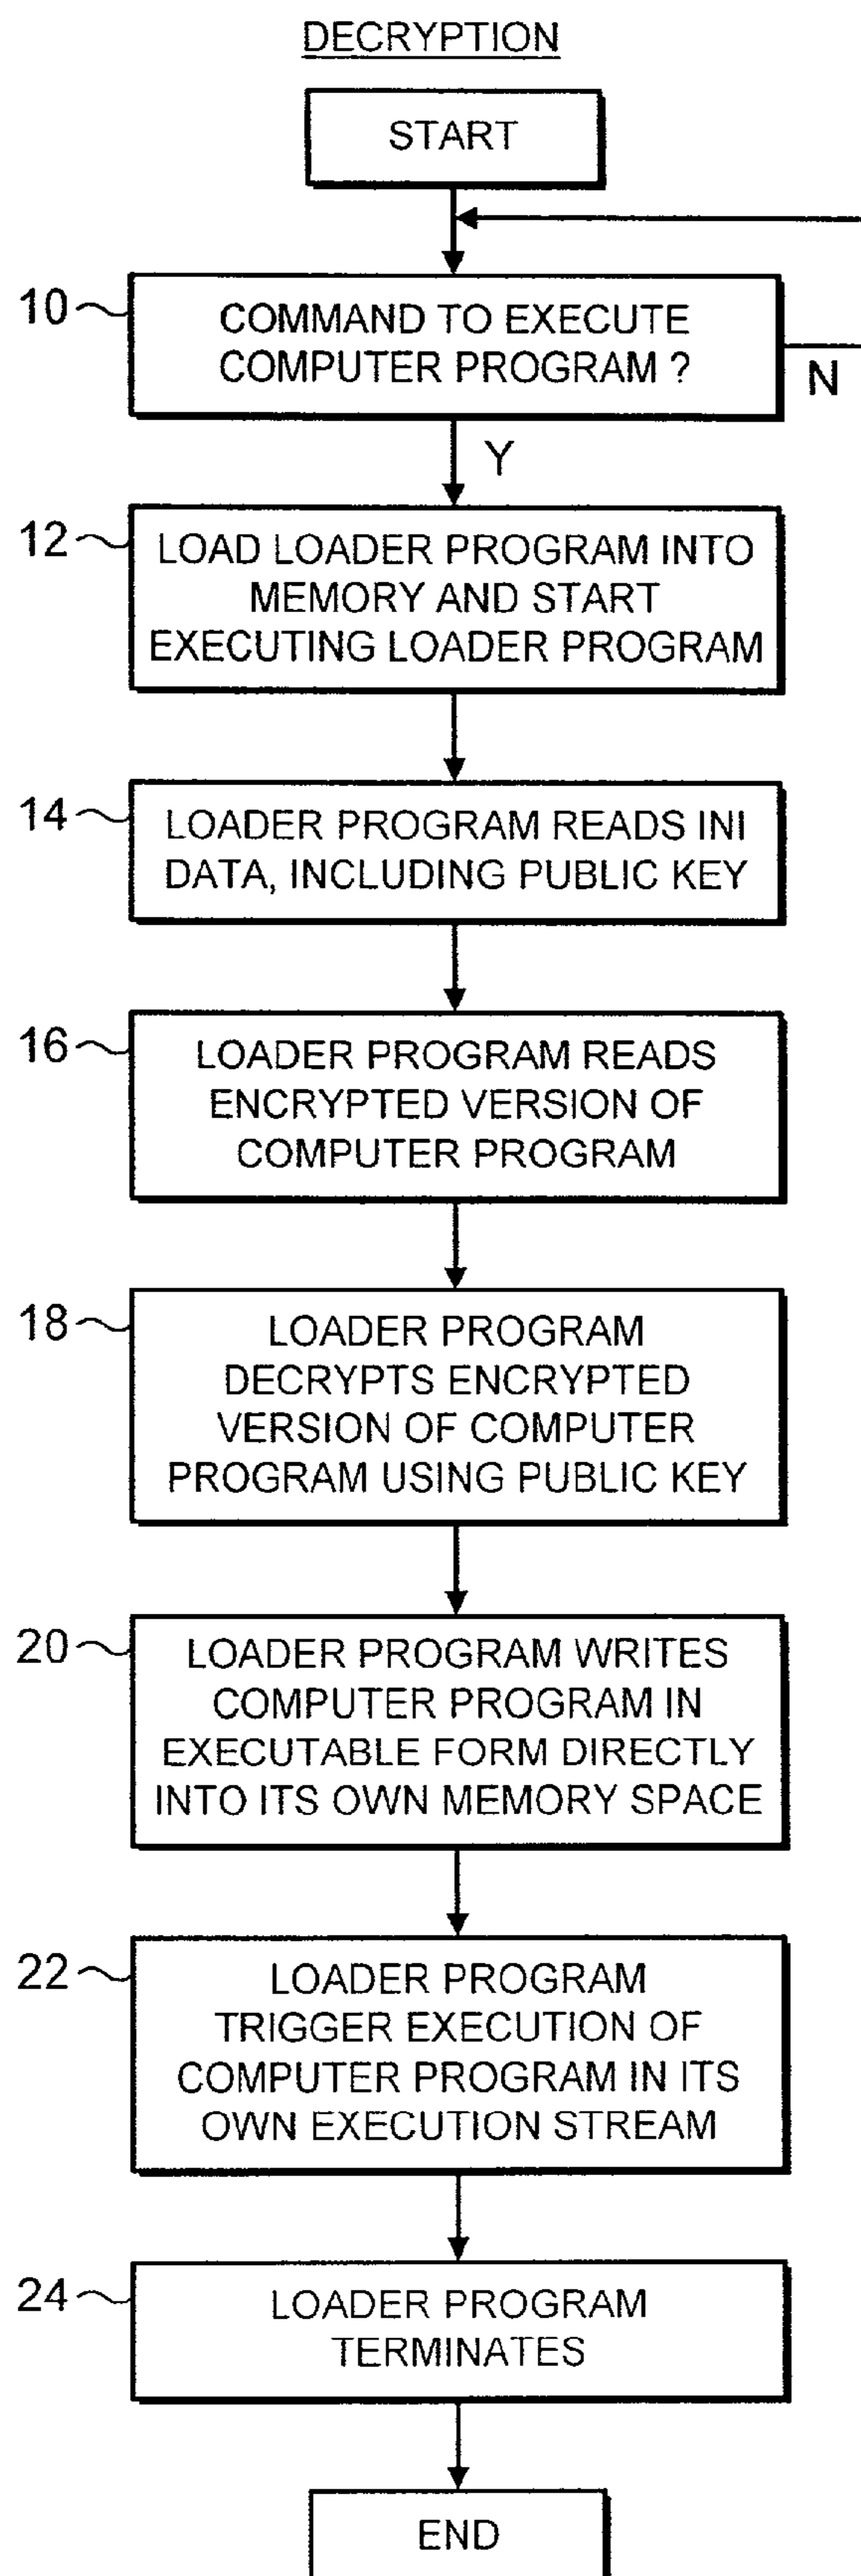 DECRYPTION
START
10
COMMAND TO EXECUTE
COMPUTER PROGRAM ?
N
Y
12
LOAD LOADER PROGRAM INTO
MEMORY AND START
EXECUTING LOADER PROGRAM
14
LOADER PROGRAM READS INI
DATA, INCLUDING PUBLIC KEY
16
LOADER PROGRAM READS
ENCRYPTED VERSION OF
COMPUTER PROGRAM
18
LOADER PROGRAM
DECRYPTS ENCRYPTED
VERSION OF COMPUTER
PROGRAM USING PUBLIC KEY
20
LOADER PROGRAM WRITES
COMPUTER PROGRAM IN
EXECUTABLE FORM DIRECTLY
INTO ITS OWN MEMORY SPACE
22
LOADER PROGRAM
TRIGGER EXECUTION OF
COMPUTER PROGRAM IN ITS
OWN EXECUTION STREAM
24
LOADER PROGRAM
TERMINATES
END